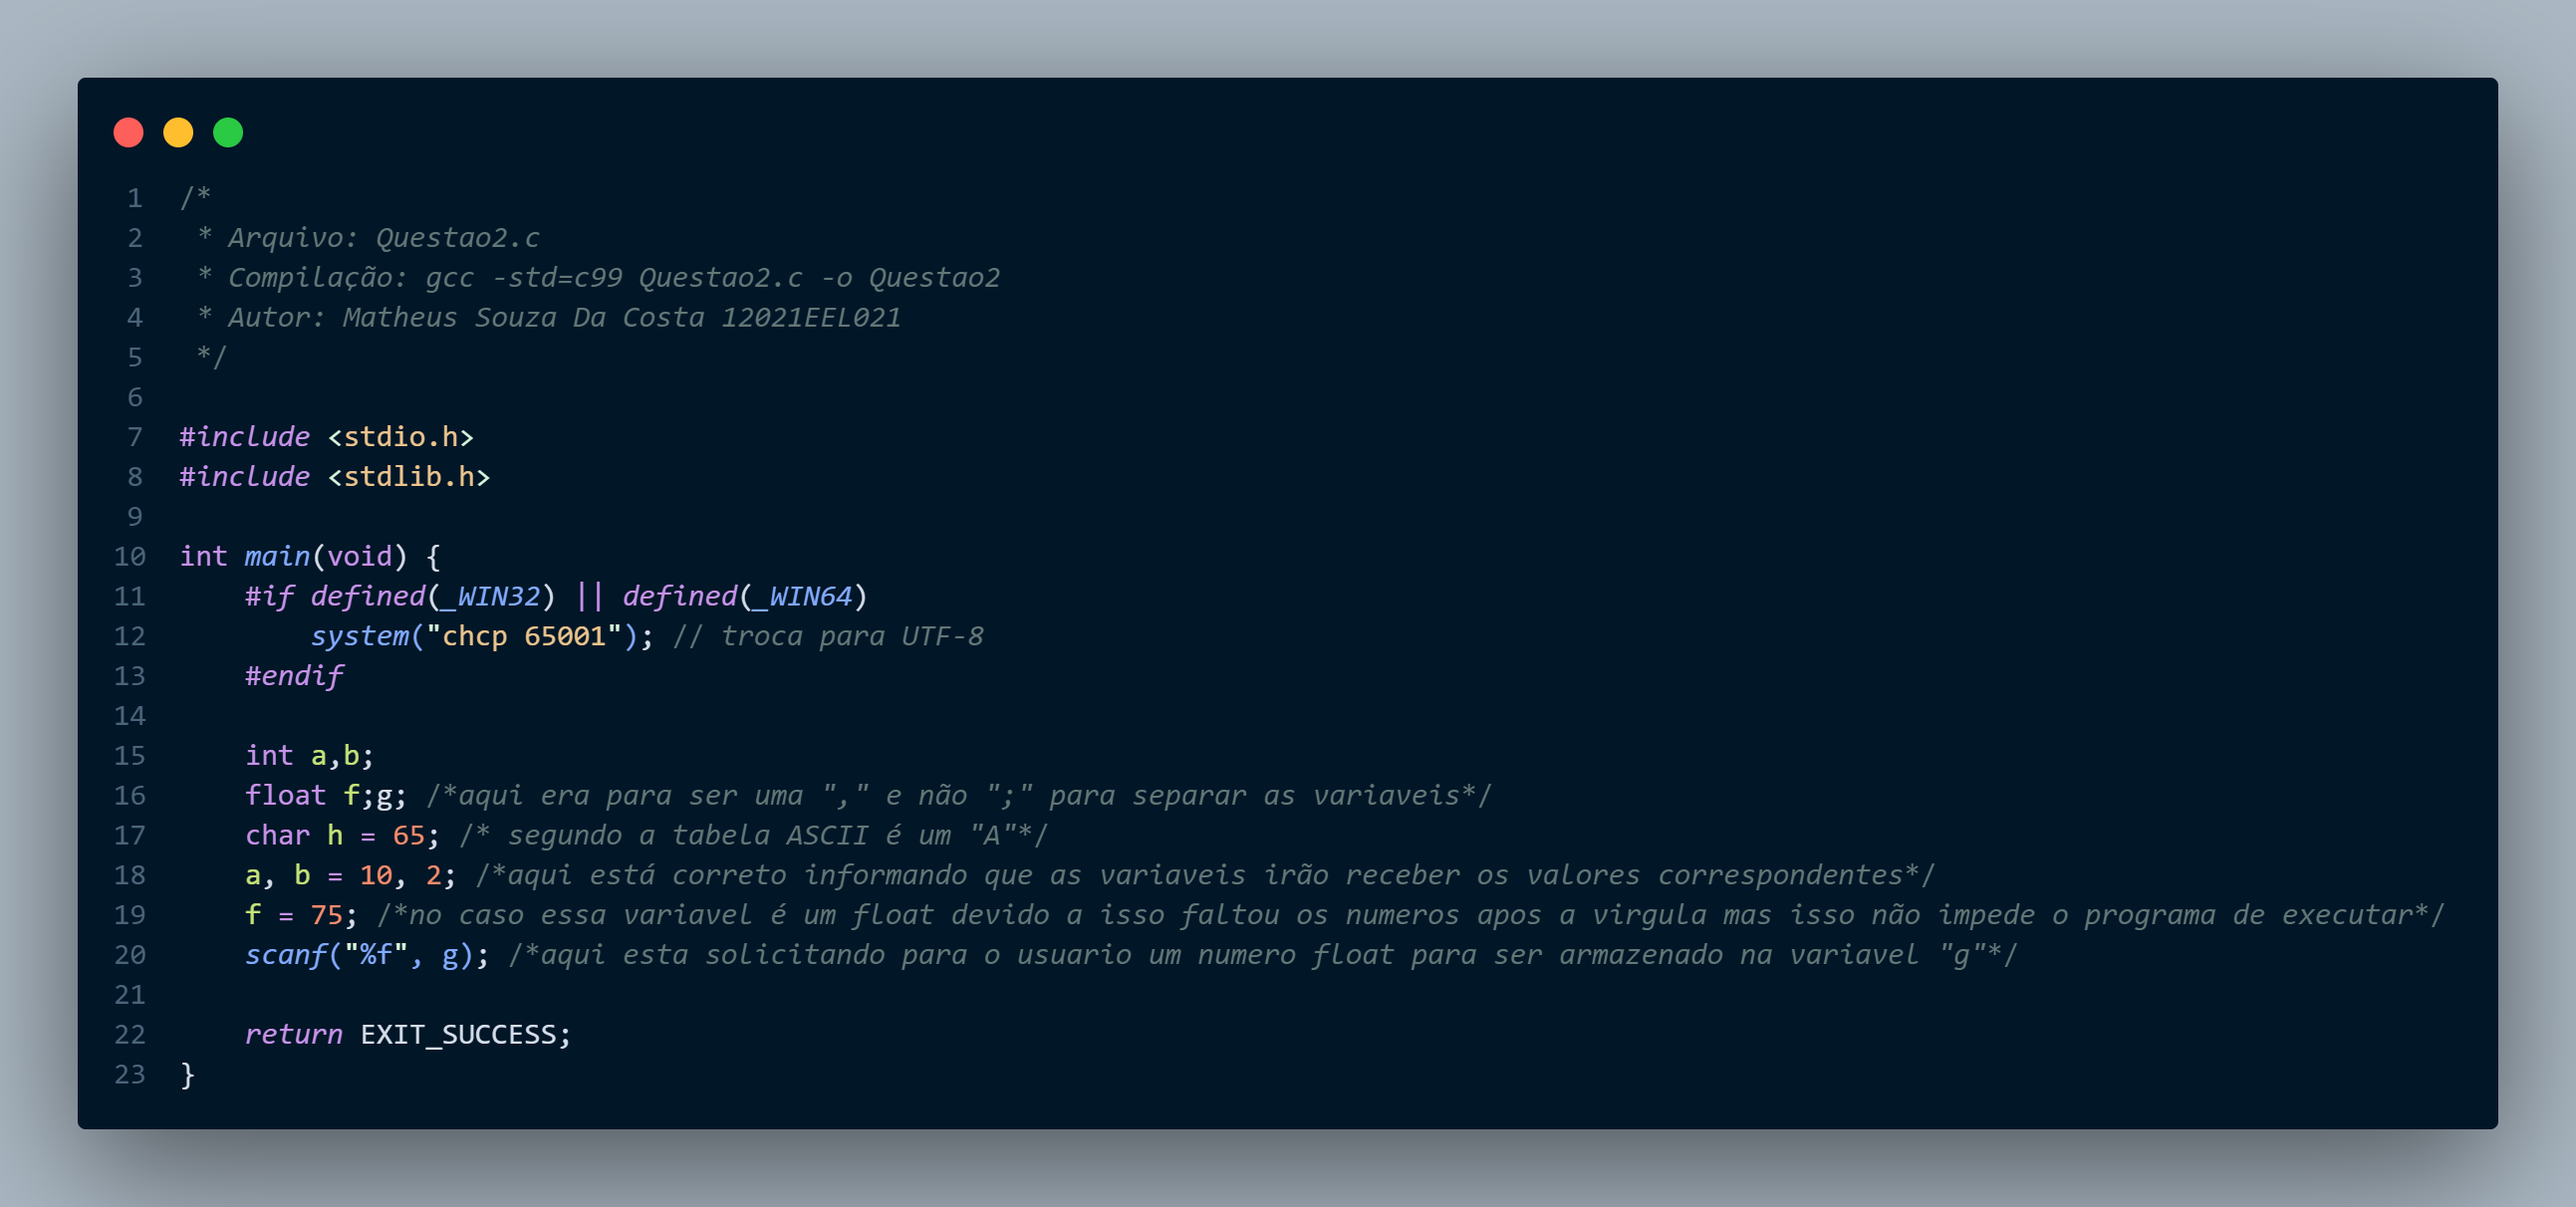 1 /*
2  * Arquivo: Questao2.c
3  * Compilação: gcc -std=c99 Questao2.c -o Questao2
4  * Autor: Matheus Souza Da Costa 12021EEL021
5  */
6
7 #include <stdio.h>
8 #include <stdlib.h>
9
10 int main(void) {
11     #if defined(_WIN32) || defined(_WIN64)
12         system("chcp 65001"); // troca para UTF-8
13     #endif
14
15     int a,b;
16     float f;g; /*aqui era para ser uma "," e não ";" para separar as variaveis*/
17     char h = 65; /* segundo a tabela ASCII é um "A"*/
18     a, b = 10, 2; /*aqui está correto informando que as variaveis irão receber os valores correspondentes*/
19     f = 75; /*no caso essa variavel é um float devido a isso faltou os numeros apos a virgula mas isso não impede o programa de executar*/
20     scanf("%f", g); /*aqui esta solicitando para o usuario um numero float para ser armazenado na variavel "g"*/
21
22     return EXIT_SUCCESS;
23 }